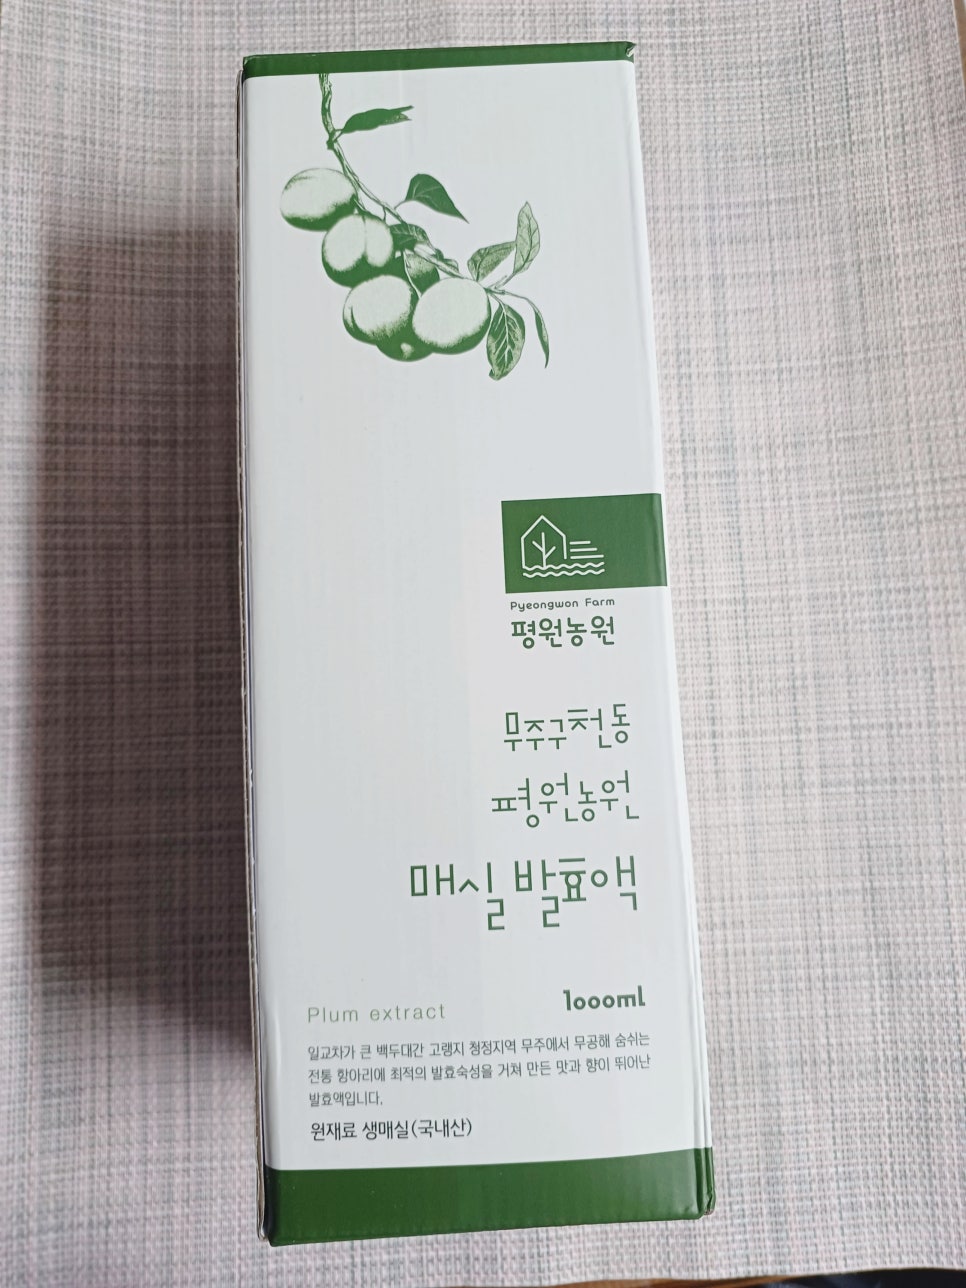 Pyeongwon Farm
평원농원
무주구천동
평원농원
매실 발효액
Plum extract
1000ml
일교차가 큰 백두대간 고랭지 청정지역 무주에서 무공해 숨쉬는
전통 항아리에 최적의 발효숙성을 거쳐 만든 맛과 향이 뛰어난
발효액입니다.
원재료 생매실(국내산)